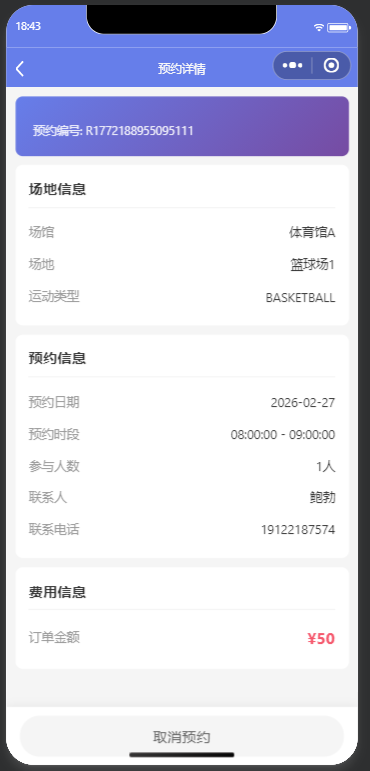 18:43
预约详情
预约编号: R1772188955095111
场地信息
场馆 体育馆A
场地 篮球场1
运动类型 BASKETBALL
预约信息
预约日期 2026-02-27
预约时段 08:00:00 - 09:00:00
参与人数 1人
联系人 鲍勃
联系电话 19122187574
费用信息
订单金额 ¥50
取消预约